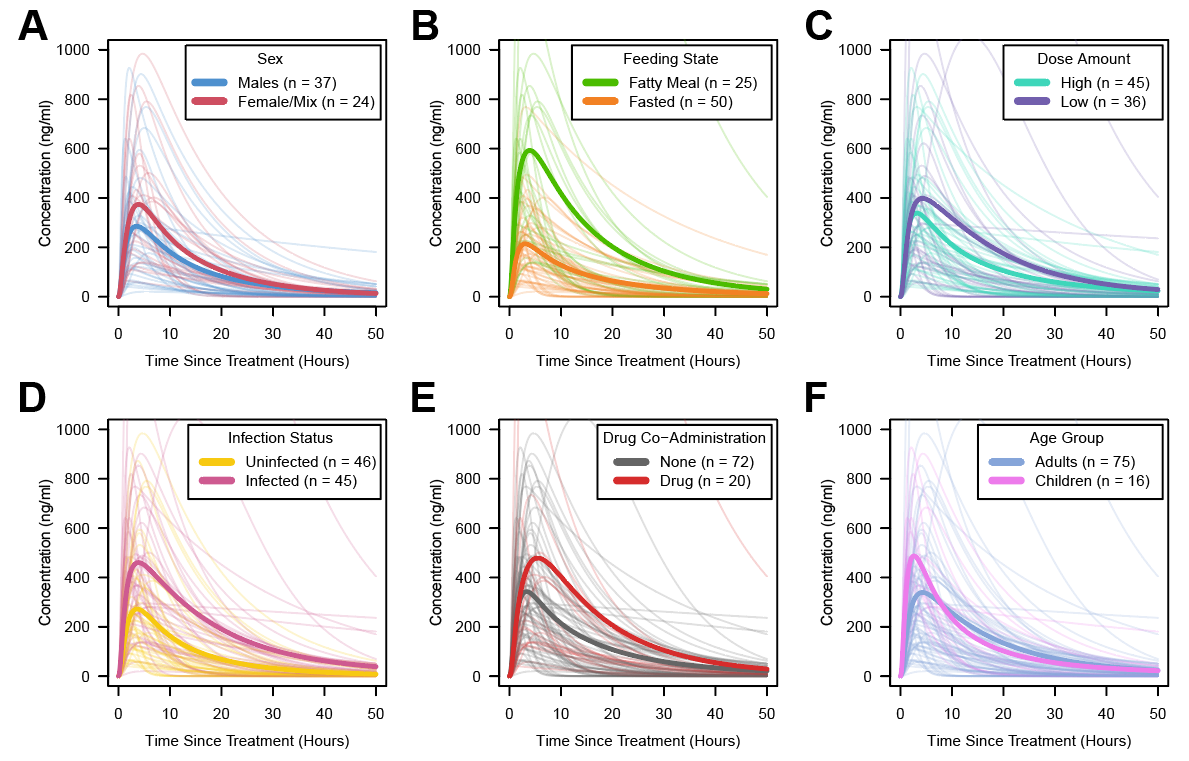 A
Concentration (ng/ml)
1000
800
600
400
200
0
Sex
Males (n = 37)
Female/Mix (n = 24)
0 10 20 30 40 50
Time Since Treatment (Hours)
B
Concentration (ng/ml)
1000
800
600
400
200
0
Feeding State
Fatty Meal (n = 25)
Fasted (n = 50)
0 10 20 30 40 50
Time Since Treatment (Hours)
C
Concentration (ng/ml)
1000
800
600
400
200
0
Dose Amount
High (n = 45)
Low (n = 36)
0 10 20 30 40 50
Time Since Treatment (Hours)
D
Concentration (ng/ml)
1000
800
600
400
200
0
Infection Status
Uninfected (n = 46)
Infected (n = 45)
0 10 20 30 40 50
Time Since Treatment (Hours)
E
Concentration (ng/ml)
1000
800
600
400
200
0
Drug Co−Administration
None (n = 72)
Drug (n = 20)
0 10 20 30 40 50
Time Since Treatment (Hours)
F
Concentration (ng/ml)
1000
800
600
400
200
0
Age Group
Adults (n = 75)
Children (n = 16)
0 10 20 30 40 50
Time Since Treatment (Hours)